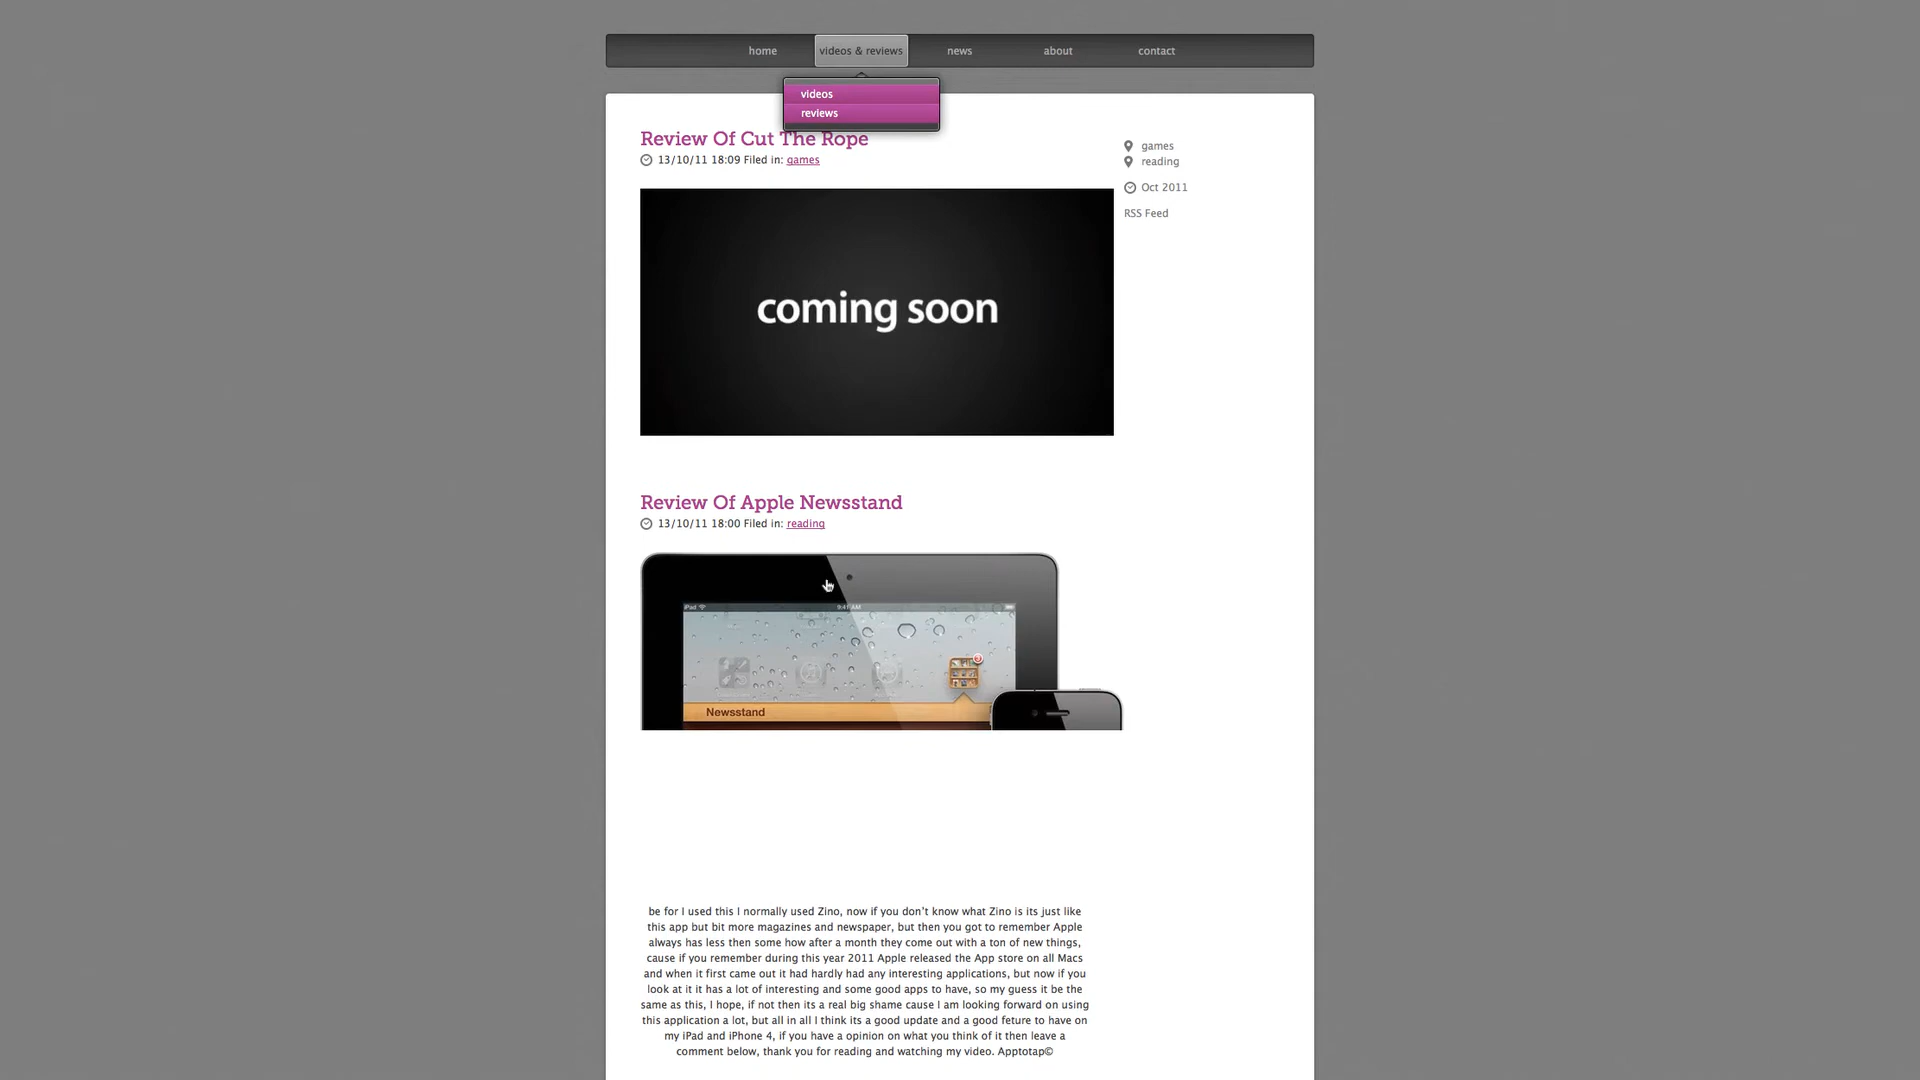 home videos & reviews news about contact
videos
reviews
Review Of Cut The Rope
13/10/11 18:09 Filed in: games
games
reading
Oct 2011
RSS Feed
coming soon
Review Of Apple Newsstand
13/10/11 18:00 Filed in: reading
iPad 9:41 AM
Newsstand
be for I used this I normally used Zino, now if you don't know what Zino is its just like
this app but bit more magazines and newspaper, but then you got to remember Apple
always has less then some how after a month they come out with a ton of new things,
cause if you remember during this year 2011 Apple released the App store on all Macs
and when it first came out it had hardly had any interesting applications, but now if you
look at it it has a lot of interesting and some good apps to have, so my guess it be the
same as this, I hope, if not then its a real big shame cause I am looking forward on using
this application a lot, but all in all I think its a good update and a good feture to have on
my iPad and iPhone 4, if you have a opinion on what you think of it then leave a
comment below, thank you for reading and watching my video. Apptotap©